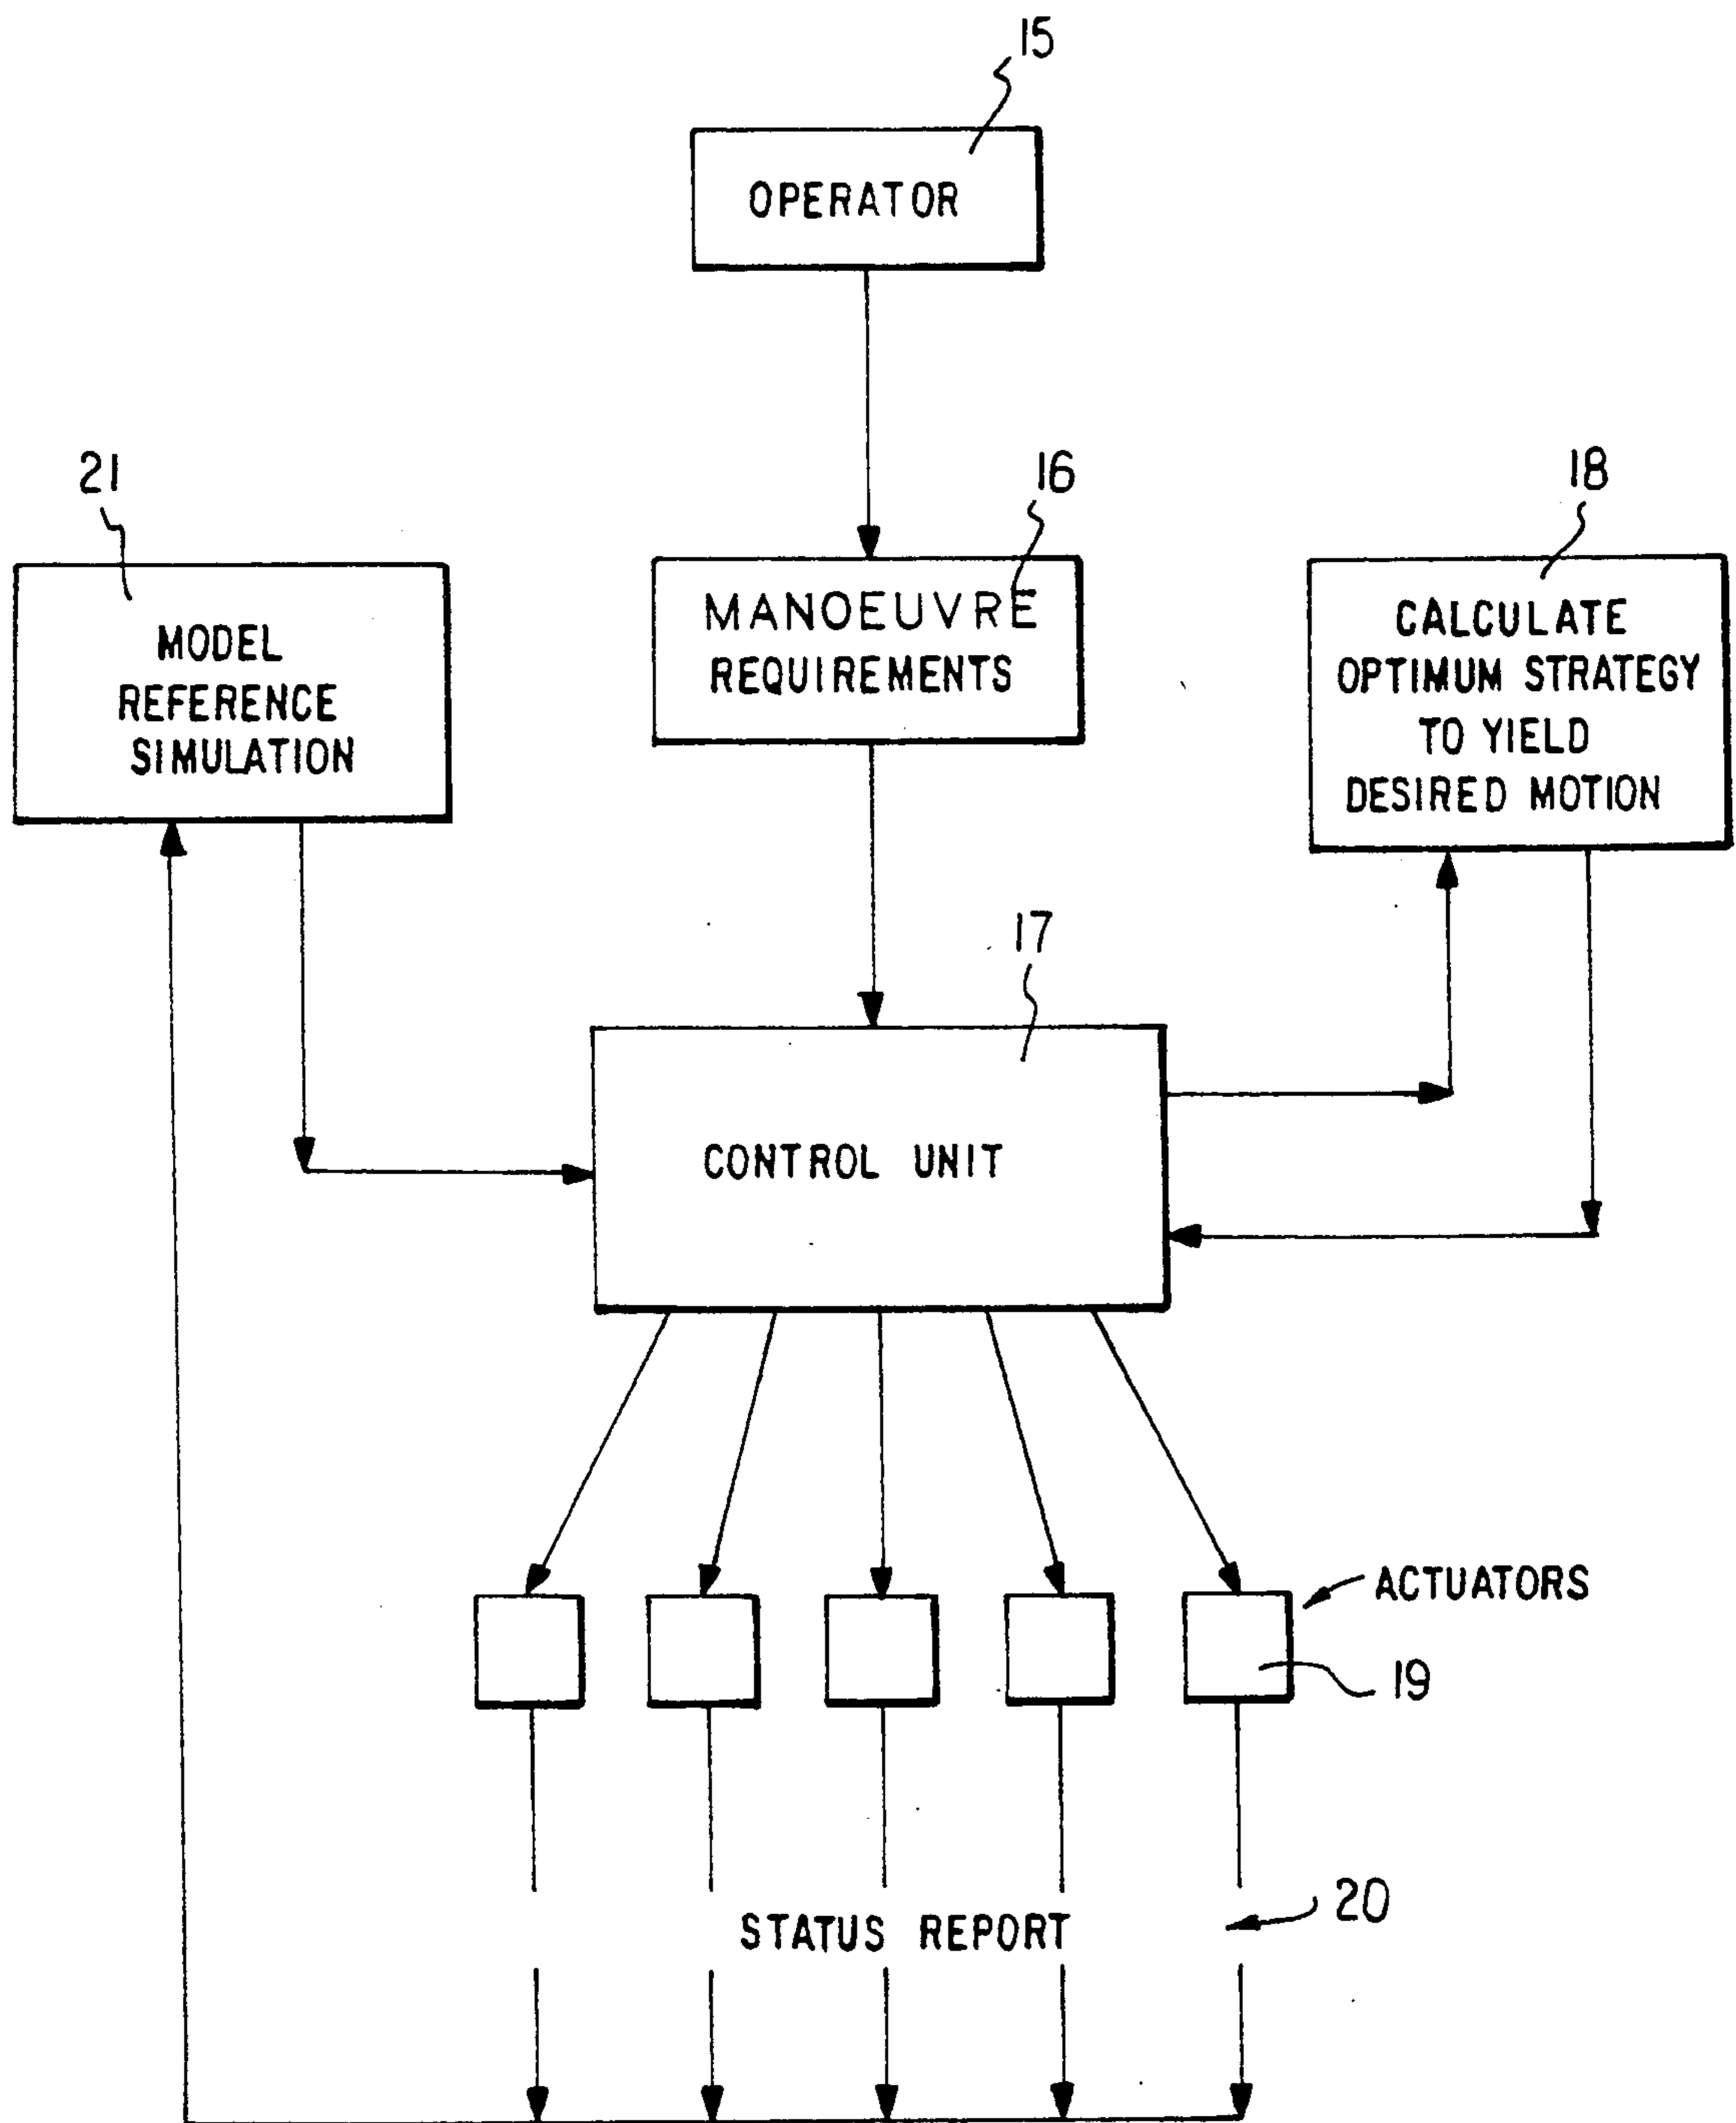 15
OPERATOR
21
16
18
MODEL
REFERENCE
SIMULATION
MANOEUVRE
REQUIREMENTS
CALCULATE
OPTIMUM STRATEGY
TO YIELD
DESIRED MOTION
17
CONTROL UNIT
ACTUATORS
19
20
STATUS REPORT